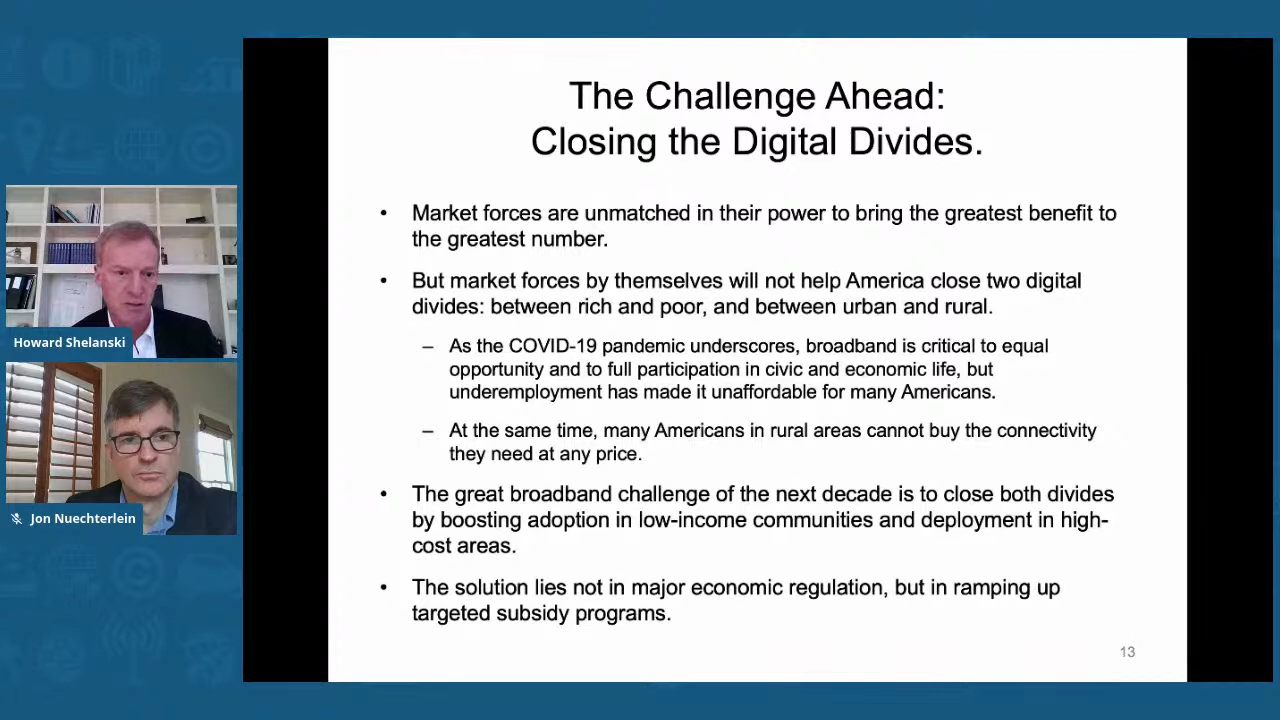 The Challenge Ahead:
Closing the Digital Divides.
• Market forces are unmatched in their power to bring the greatest benefit to
the greatest number.
• But market forces by themselves will not help America close two digital
divides: between rich and poor, and between urban and rural.
– As the COVID-19 pandemic underscores, broadband is critical to equal
opportunity and to full participation in civic and economic life, but
underemployment has made it unaffordable for many Americans.
– At the same time, many Americans in rural areas cannot buy the connectivity
they need at any price.
• The great broadband challenge of the next decade is to close both divides
by boosting adoption in low-income communities and deployment in high-
cost areas.
• The solution lies not in major economic regulation, but in ramping up
targeted subsidy programs.
13
Howard Shelanski
Jon Nuechterlein